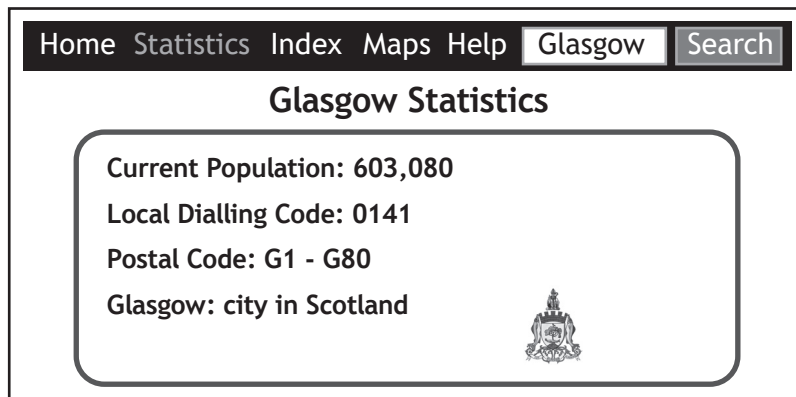 Home Statistics Index Maps Help Glasgow Search
Glasgow Statistics
Current Population: 603,080
Local Dialling Code: 0141
Postal Code: G1 - G80
Glasgow: city in Scotland